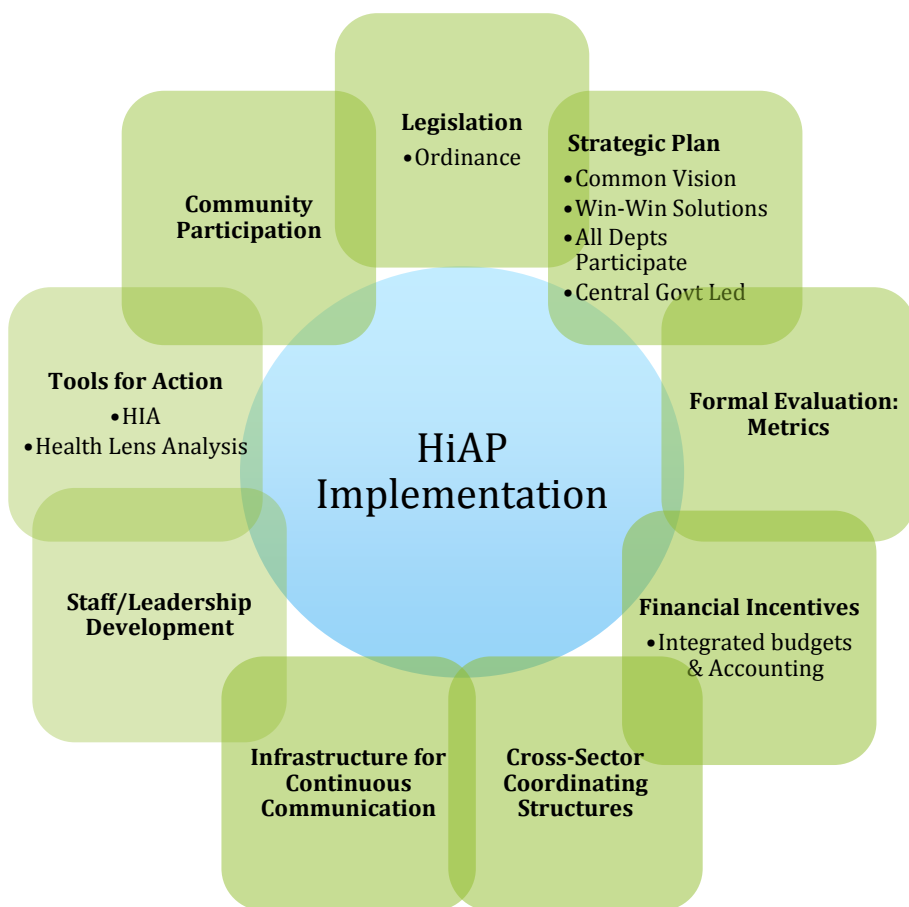 Legislation
•Ordinance
Strategic Plan
•Common Vision
•Win-Win Solutions
•All Depts
Participate
•Central Govt Led
Formal Evaluation:
Metrics
Financial Incentives
•Integrated budgets
& Accounting
Cross-Sector
Coordinating
Structures
Infrastructure for
Continuous
Communication
Staff/Leadership
Development
Tools for Action
•HIA
•Health Lens Analysis
Community
Participation
HiAP
Implementation